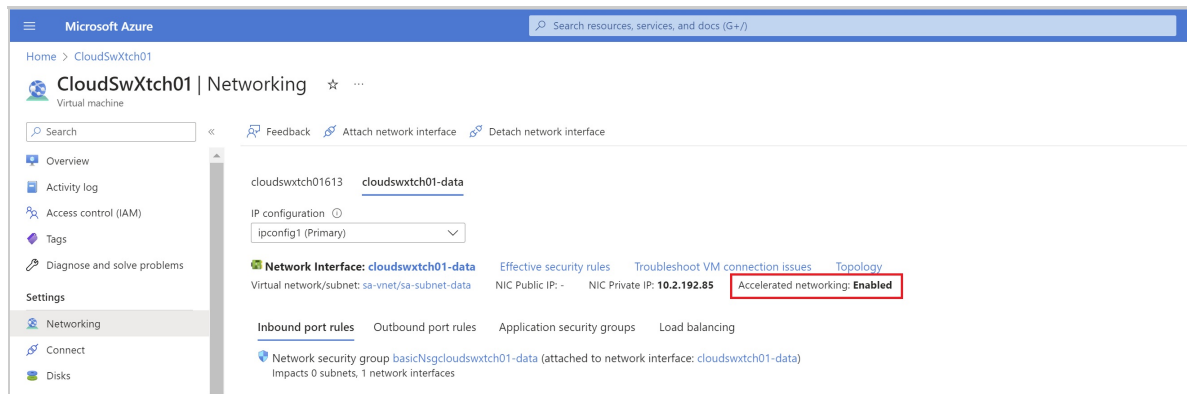 Microsoft Azure
Search resources, services, and docs (G+/)
Home > CloudSwXtch01
CloudSwXtch01 | Networking
Virtual machine
Search
Feedback Attach network interface Detach network interface
Overview
Activity log
Access control (IAM)
Tags
Diagnose and solve problems
Settings
Networking
Connect
Disks
cloudswxtch01613 cloudswxtch01-data
IP configuration
ipconfig1 (Primary)
Network Interface: cloudswxtch01-data Effective security rules Troubleshoot VM connection issues Topology
Virtual network/subnet: sa-vnet/sa-subnet-data NIC Public IP: - NIC Private IP: 10.2.192.85 Accelerated networking: Enabled
Inbound port rules Outbound port rules Application security groups Load balancing
Network security group basicNsgcloudswxtch01-data (attached to network interface: cloudswxtch01-data)
Impacts 0 subnets, 1 network interfaces